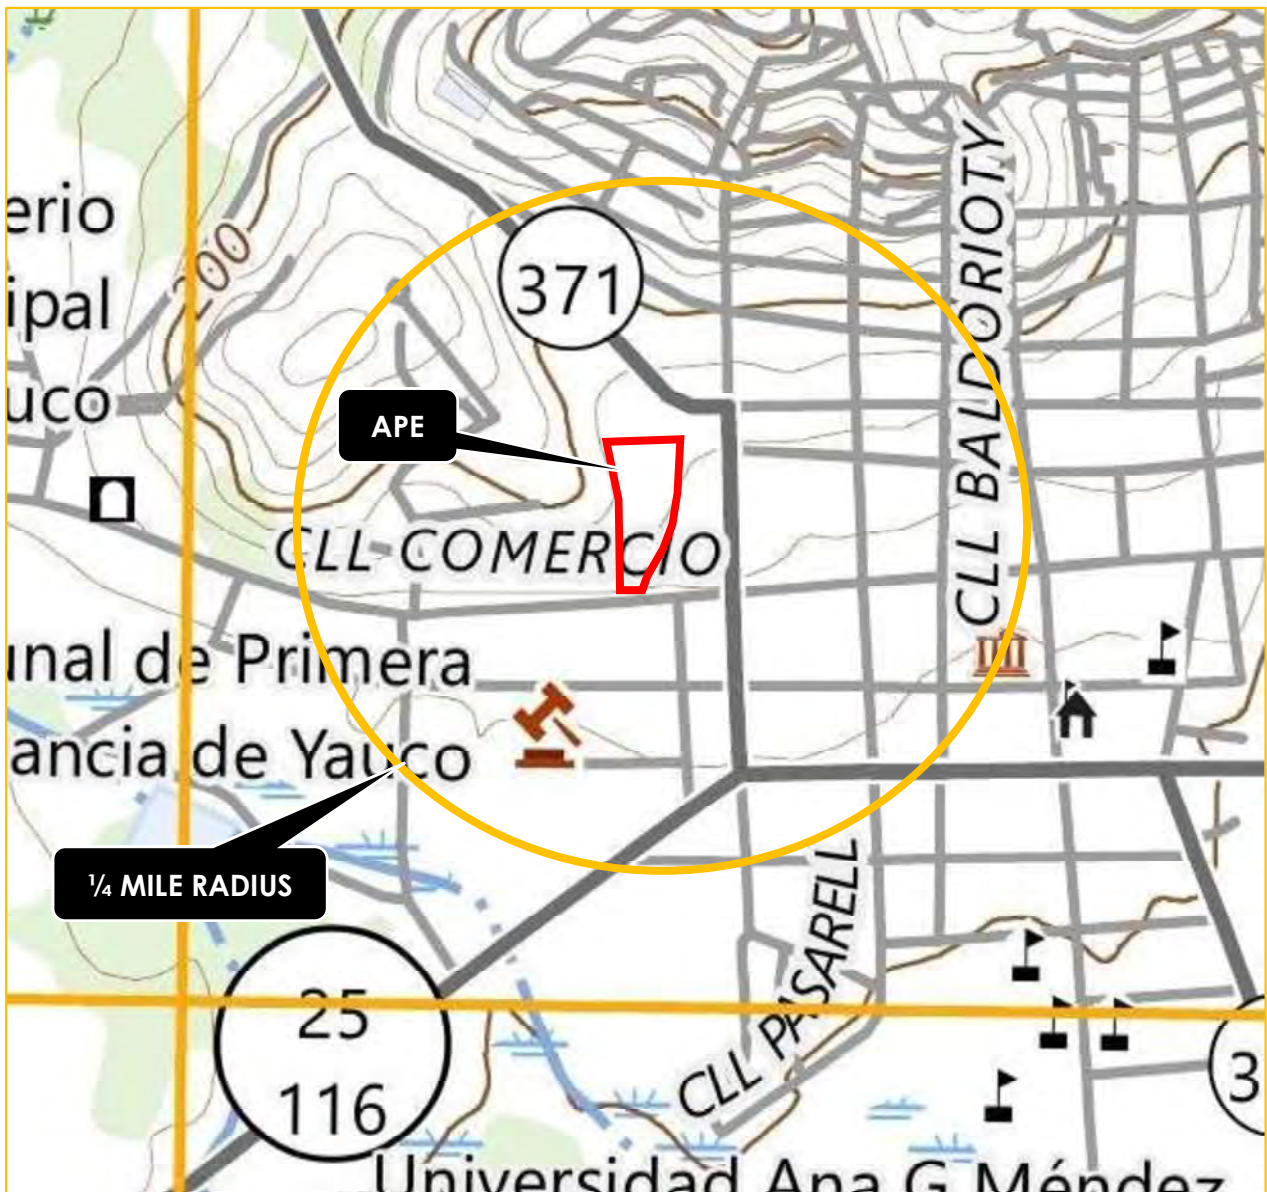 CLL BALDORIOTY
erio
200
371
ipal
uco
APE
CLL COMERCIO
unal de Primera
ancia de Yauco
¼ MILE RADIUS
CLL PASARELL
25
116
3
Universidad Ana G Méndez